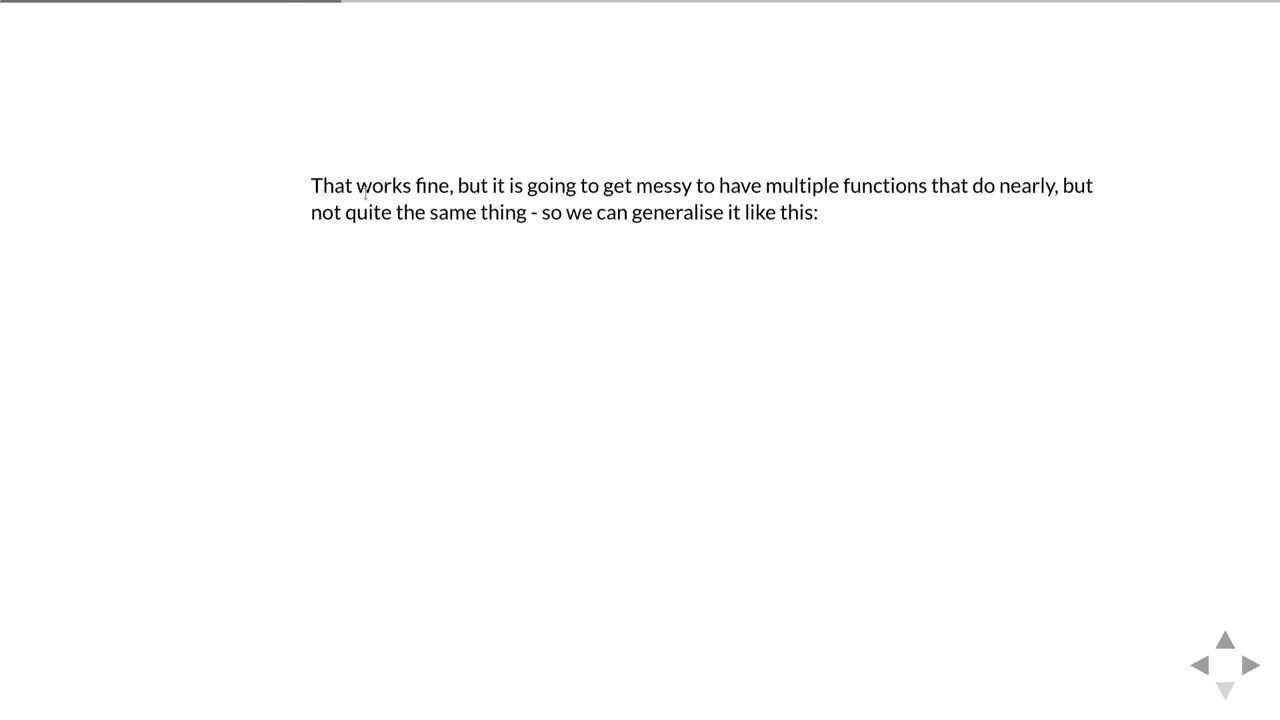 That works fine, but it is going to get messy to have multiple functions that do nearly, but
not quite the same thing - so we can generalise it like this: